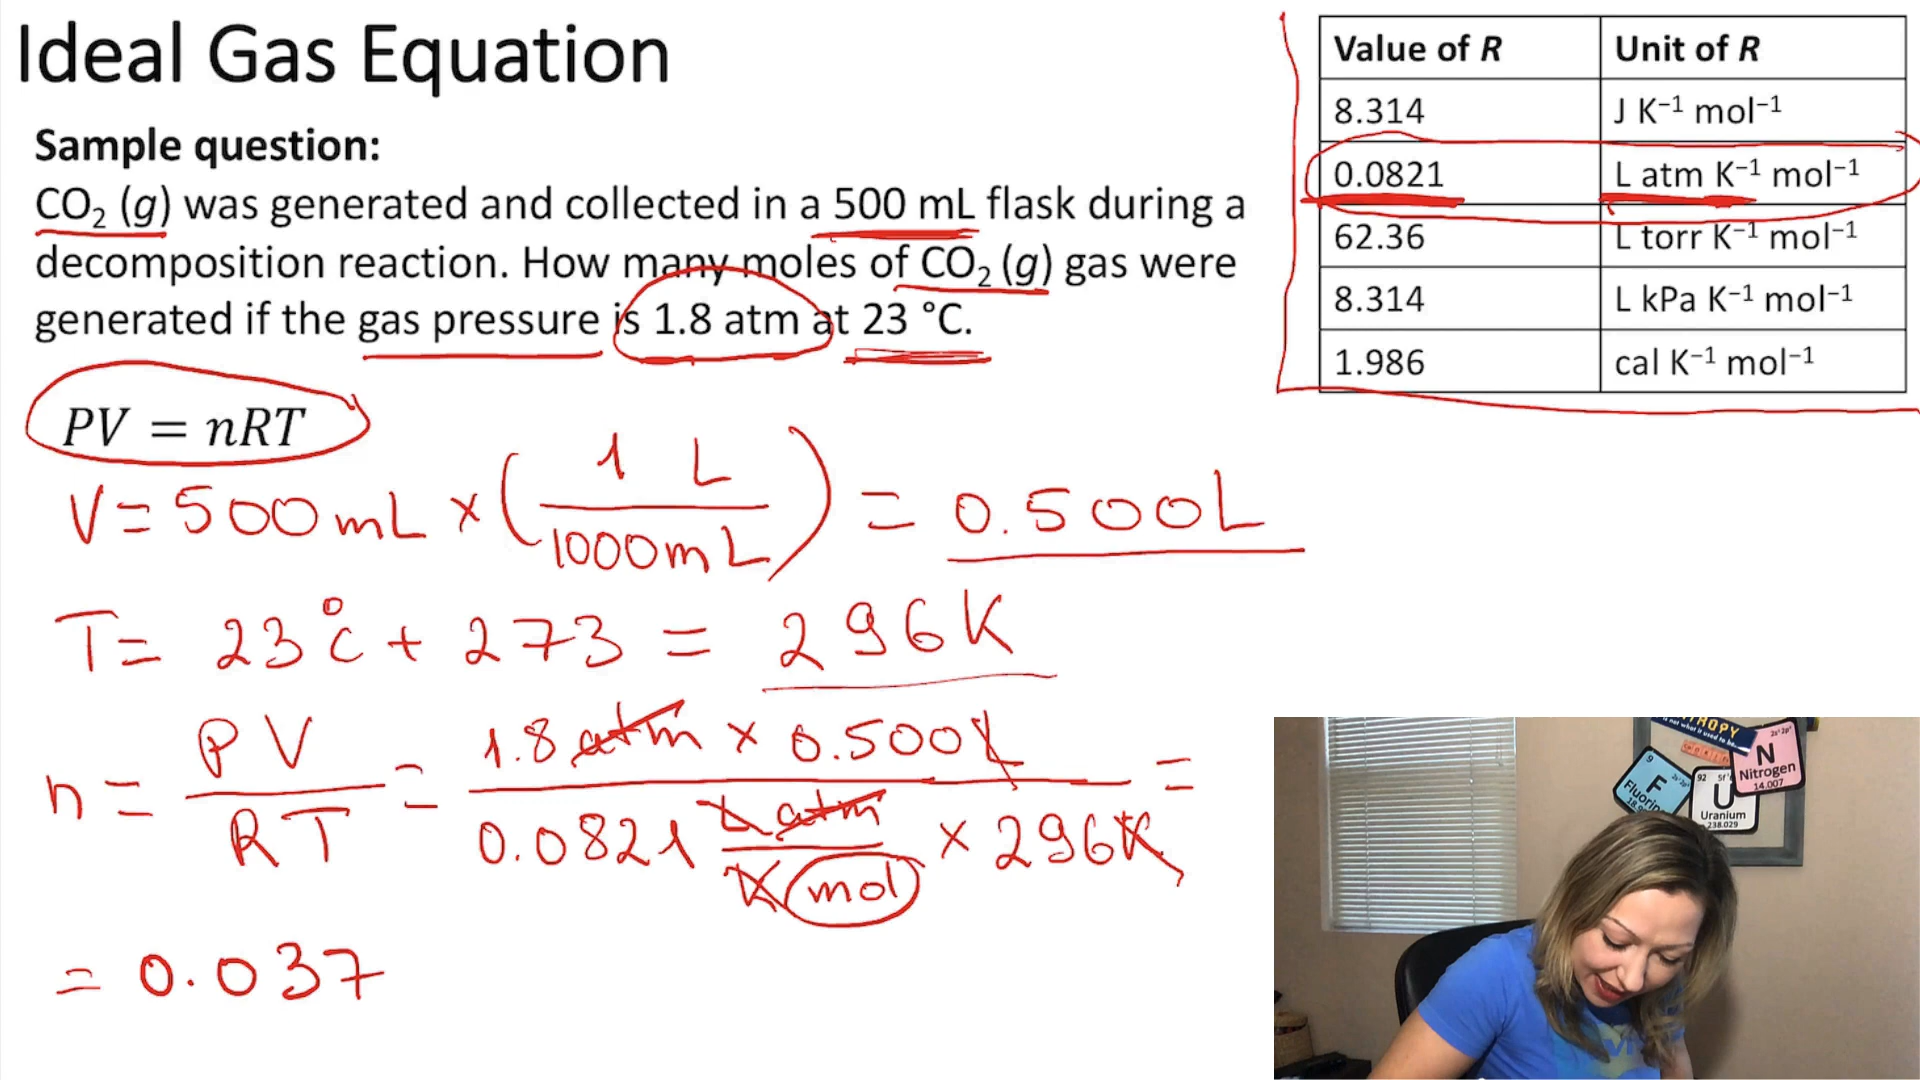 Ideal Gas Equation
Sample question:
CO₂ (g) was generated and collected in a 500 mL flask during a
decomposition reaction. How many moles of CO₂ (g) gas were
generated if the gas pressure is 1.8 atm at 23 °C.
Value of R Unit of R
8.314 J K⁻¹ mol⁻¹
0.0821 L atm K⁻¹ mol⁻¹
62.36 L torr K⁻¹ mol⁻¹
8.314 L kPa K⁻¹ mol⁻¹
1.986 cal K⁻¹ mol⁻¹
PV = nRT
1 L
V = 500 mL × ( ) = 0.500 L
1000 mL
T = 23 °C + 273 = 296 K
P V 1.8 atm × 0.500 L
n = = =
R T 0.0821 L atm × 296 K
K mol
= 0.037
N
Nitrogen
14.007
9
F
92
U
Uranium
238.029